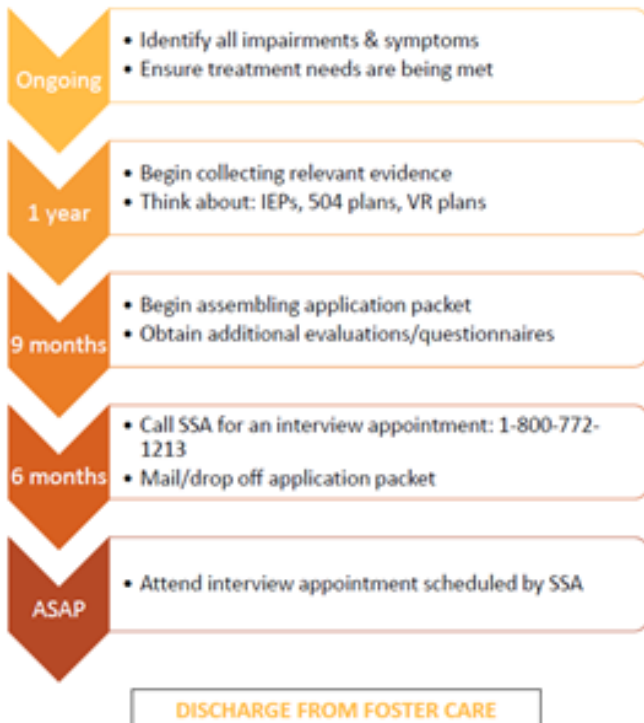 Ongoing
• Identify all impairments & symptoms
• Ensure treatment needs are being met
1 year
• Begin collecting relevant evidence
• Think about: IEPs, 504 plans, VR plans
9 months
• Begin assembling application packet
• Obtain additional evaluations/questionnaires
6 months
• Call SSA for an interview appointment: 1-800-772-
1213
• Mail/drop off application packet
ASAP
• Attend interview appointment scheduled by SSA
DISCHARGE FROM FOSTER CARE